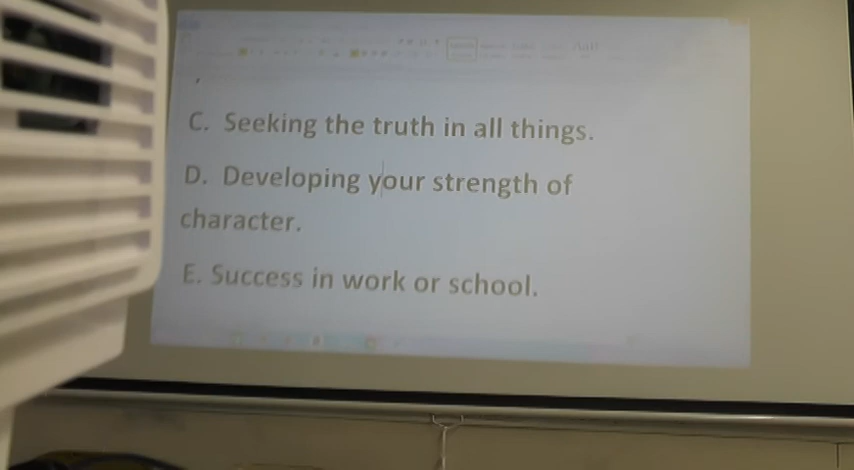 C. Seeking the truth in all things.
D. Developing your strength of
character.
E. Success in work or school.